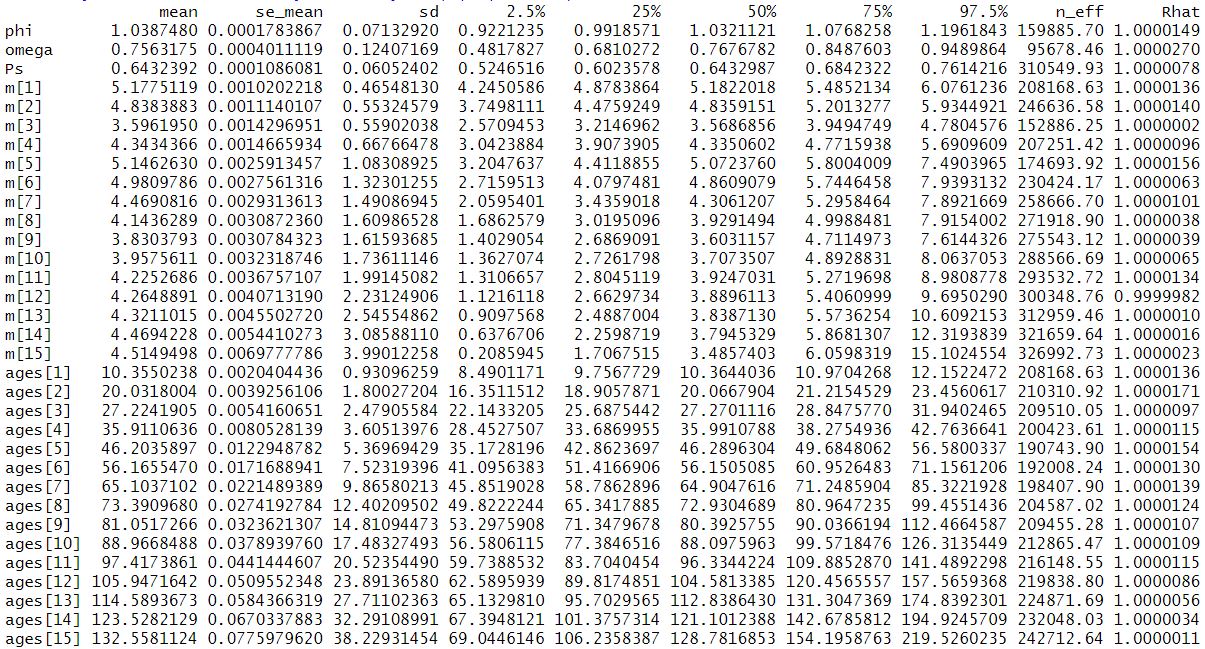 mean se_mean sd 2.5% 25% 50% 75% 97.5% n_eff Rhat
phi 1.0387480 0.0001783867 0.07132920 0.9221235 0.9918571 1.0321121 1.0768258 1.1961843 159885.70 1.0000149
omega 0.7563175 0.0004011119 0.12407169 0.4817827 0.6810272 0.7676782 0.8487603 0.9489864 95678.46 1.0000270
Ps 0.6432392 0.0001086081 0.06052402 0.5246516 0.6023578 0.6432987 0.6842322 0.7614216 310549.93 1.0000078
m[1] 5.1775119 0.0010202218 0.46548130 4.2450586 4.8783864 5.1822018 5.4852134 6.0761236 208168.63 1.0000136
m[2] 4.8383883 0.0011140107 0.55324579 3.7498111 4.4759249 4.8359151 5.2013277 5.9344921 246636.58 1.0000140
m[3] 3.5961950 0.0014296951 0.55902038 2.5709453 3.2146962 3.5686856 3.9494749 4.7804576 152886.25 1.0000002
m[4] 4.3434366 0.0014665934 0.66766478 3.0423884 3.9073905 4.3350602 4.7715938 5.6909609 207251.42 1.0000096
m[5] 5.1462630 0.0025913457 1.08308925 3.2047637 4.4118855 5.0723760 5.8004009 7.4903965 174693.92 1.0000156
m[6] 4.9809786 0.0027561316 1.32301255 2.7159513 4.0797481 4.8609079 5.7446458 7.9393132 230424.17 1.0000063
m[7] 4.4690816 0.0029313613 1.49086945 2.0595401 3.4359018 4.3061207 5.2958464 7.8921669 258666.70 1.0000101
m[8] 4.1436289 0.0030872360 1.60986528 1.6862579 3.0195096 3.9291494 4.9988481 7.9154002 271918.90 1.0000038
m[9] 3.8303793 0.0030784323 1.61593685 1.4029054 2.6869091 3.6031157 4.7114973 7.6144326 275543.12 1.0000039
m[10] 3.9575611 0.0032318746 1.73611146 1.3627074 2.7261798 3.7073507 4.8928831 8.0637053 288566.69 1.0000065
m[11] 4.2252686 0.0036757107 1.99145082 1.3106657 2.8045119 3.9247031 5.2719698 8.9808778 293532.72 1.0000134
m[12] 4.2648891 0.0040713190 2.23124906 1.1216118 2.6629734 3.8896113 5.4060999 9.6950290 300348.76 0.9999982
m[13] 4.3211015 0.0045502720 2.54554862 0.9097568 2.4887004 3.8387130 5.5736254 10.6092153 312959.46 1.0000010
m[14] 4.4694228 0.0054410273 3.08588110 0.6376706 2.2598719 3.7945329 5.8681307 12.3193839 321659.64 1.0000016
m[15] 4.5149498 0.0069777786 3.99012258 0.2085945 1.7067515 3.4857403 6.0559819 15.1024554 326992.73 1.0000023
ages[1] 10.3550238 0.0020404436 0.93096259 8.4901171 9.7567729 10.3644036 10.9704268 12.1522472 208168.63 1.0000136
ages[2] 20.0318004 0.0039256106 1.80027204 16.3511512 18.9057871 20.0667904 21.2154529 23.4560617 210310.92 1.0000171
ages[3] 27.2241905 0.0054160651 2.47905584 22.1433205 25.6875442 27.2701116 28.8475770 31.9402465 209510.05 1.0000097
ages[4] 35.9110636 0.0080528139 3.60513976 28.4527507 33.6869955 35.9910788 38.2754936 42.7636641 200423.61 1.0000115
ages[5] 46.2035897 0.0122948782 5.36969429 35.1728196 42.8623697 46.2896304 49.6848062 56.5800337 190743.90 1.0000154
ages[6] 56.1655470 0.0171688941 7.52319396 41.0956383 51.4166906 56.1505085 60.9526483 71.1561206 192008.24 1.0000130
ages[7] 65.1037102 0.0221489389 9.86580213 45.8519028 58.7862896 64.9047616 71.2485904 85.3221928 198407.90 1.0000139
ages[8] 73.3909680 0.0274192784 12.40209502 49.8222244 65.3417885 72.9304689 80.9647235 99.4551436 204587.02 1.0000124
ages[9] 81.0517266 0.0323621307 14.81094473 53.2975908 71.3479678 80.3925755 90.0366194 112.4664587 209455.28 1.0000107
ages[10] 88.9668488 0.0378939760 17.48327493 56.5806115 77.3846516 88.0975963 99.5718476 126.3135449 212865.47 1.0000109
ages[11] 97.4173861 0.0441444607 20.52354490 59.7388532 83.7040454 96.3344224 109.8852870 141.4892298 216148.55 1.0000115
ages[12] 105.9471642 0.0509552348 23.89136580 62.5895939 89.8174851 104.5813385 120.4565557 157.5659368 219838.80 1.0000086
ages[13] 114.5893673 0.0584366319 27.71102363 65.1329810 95.7029565 112.8386430 131.3047369 174.8392301 224871.69 1.0000056
ages[14] 123.5282129 0.0670337883 32.29108991 67.3948121 101.3757314 121.1012388 142.6785812 194.9245709 232048.03 1.0000034
ages[15] 132.5581124 0.0775979620 38.22931454 69.0446146 106.2358387 128.7816853 154.1958763 219.5260235 242712.64 1.0000011